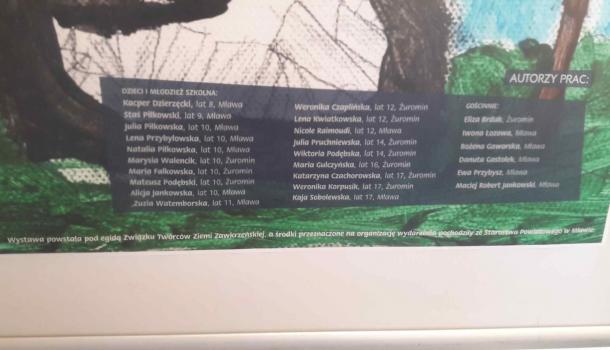 AUTORZY PRAC:
DZIECI I MŁODZIEŻ SZKOLNA:
Kacper Dzierzęcki, lat 8, Mława
Staś Piłkowski, lat 9, Mława
Julia Piłkowska, lat 10, Mława
Lena Przybyłowska, lat 10, Mława
Natalia Piłkowska, lat 10, Mława
Marysia Walencik, lat 10, Żuromin
Maria Falkowska, lat 10, Żuromin
Mateusz Podębski, lat 10, Żuromin
Alicja Jankowska, lat 10, Mława
Zuzia Watemborska, lat 11, Mława
Weronika Czaplińska, lat 12, Żuromin
Lena Kwiatkowska, lat 12, Żuromin
Nicole Raimoudi, lat 12, Mława
Julia Pruchniewska, lat 14, Żuromin
Wiktoria Podębska, lat 14, Żuromin
Maria Gulczyńska, lat 16, Żuromin
Katarzyna Czachorowska, lat 17, Żuromin
Weronika Karpusik, lat 17, Żuromin
Kaja Sobolewska, lat 17, Mława
GOŚCINNIE:
Eliza Brdak, Żuromin
Iwona Łozowa, Mława
Bożena Gaworska, Mława
Danuta Gastołek, Mława
Ewa Przybysz, Mława
Maciej Robert Jankowski, Mława
Wystawa powstała pod egidą Związku Twórców Ziemi Zawkrzeńskiej, a środki przeznaczone na organizację wydarzenia pochodziły ze Starostwa Powiatowego w Mławie.